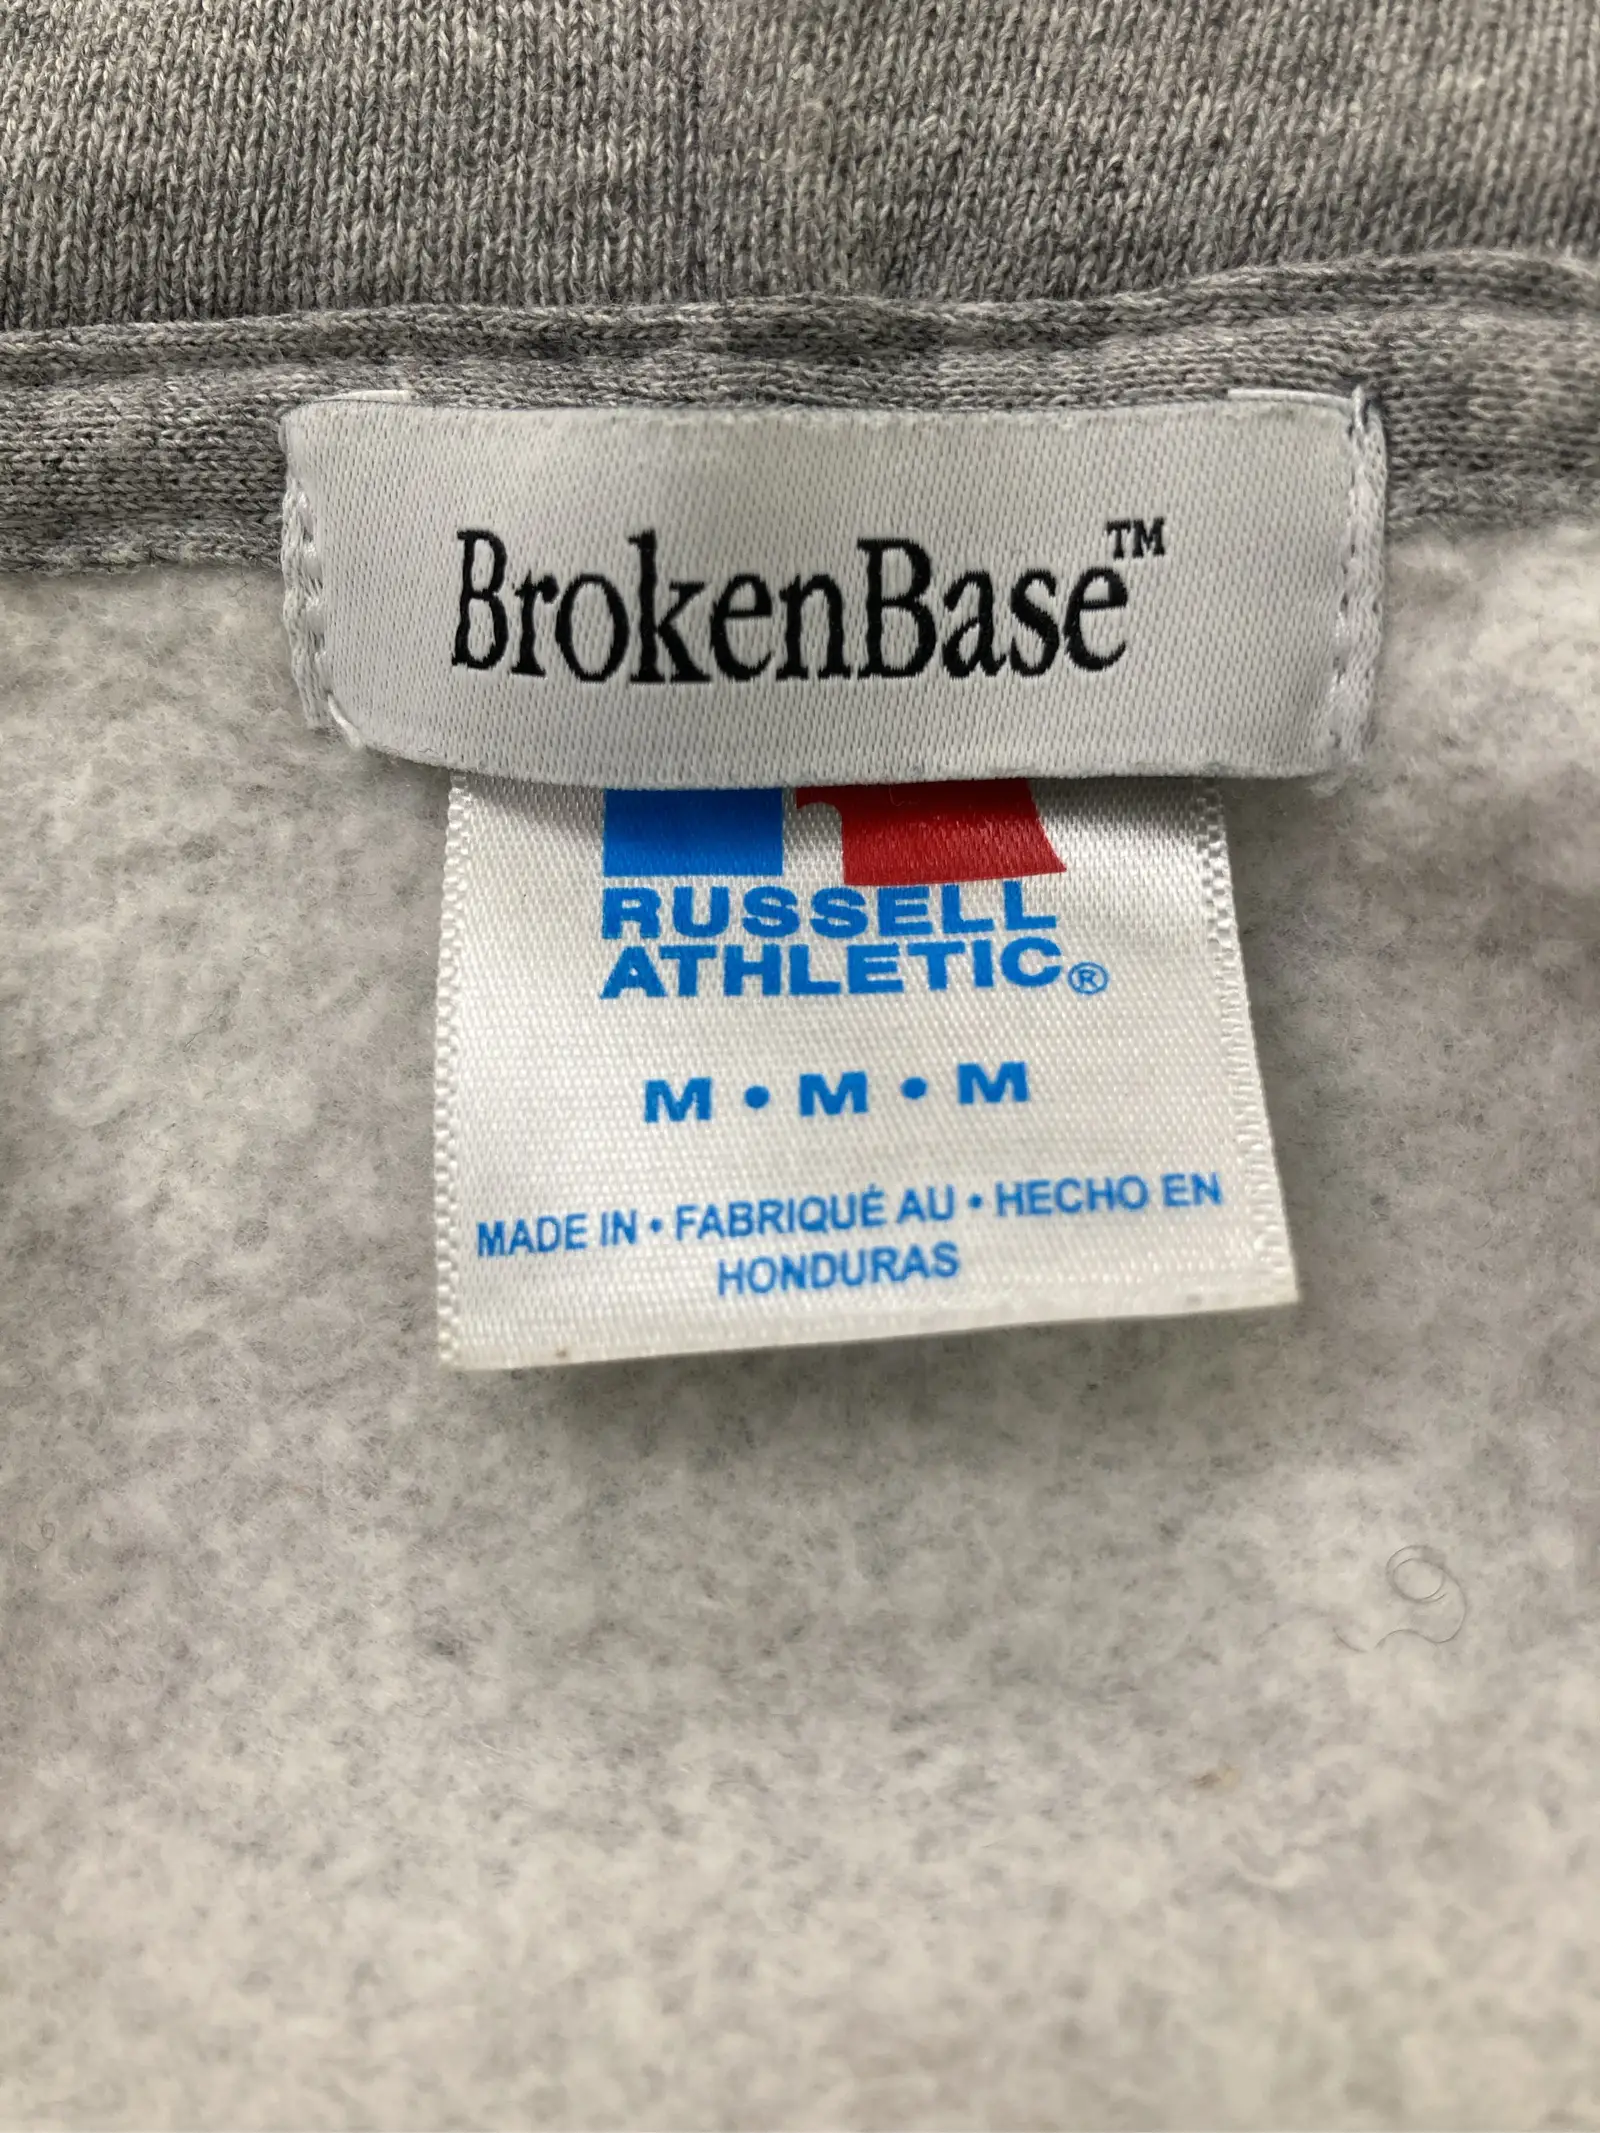 BrokenBase™
RUSSELL
ATHLETIC®
M • M • M
MADE IN • FABRIQUÉ AU • HECHO EN
HONDURAS